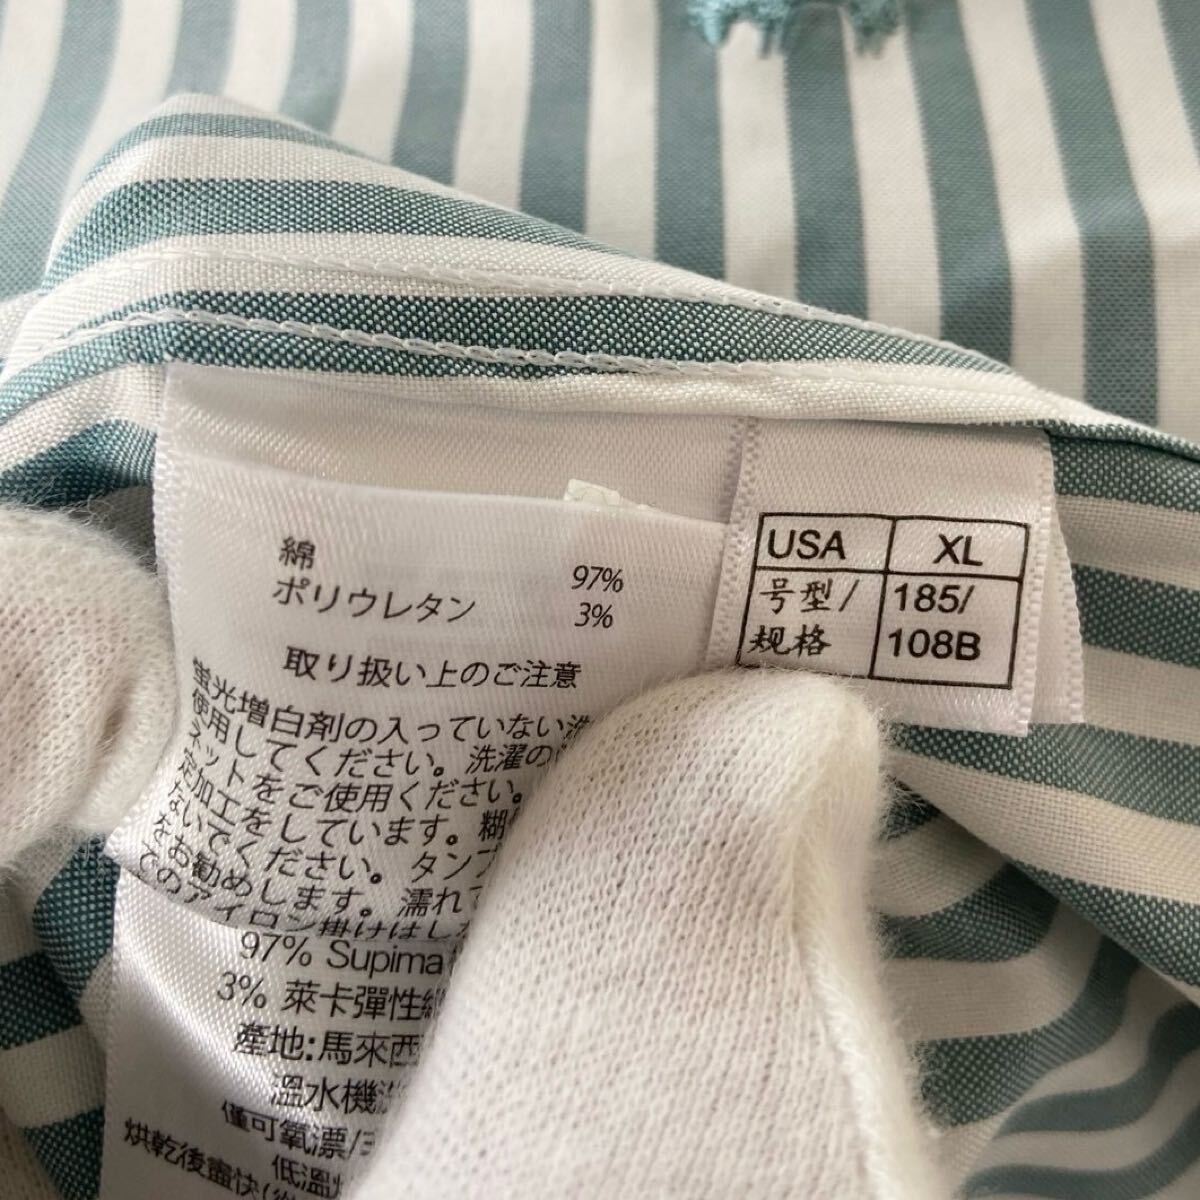 綿 97%
ポリウレタン 3%
取り扱い上のご注意
蛍光増白剤の入っていない洗
使用してください。洗濯の
ネットをご使用ください。
定加工をしています。糊
ないでください。タンブ
をお勧めします。濡れて
でのアイロン掛けはし
97% Supima
3% 萊卡彈性
產地:馬來西
溫水機
僅可氧漂/
烘乾後盡快
低溫
USA XL
号型/ 185/
规格 108B